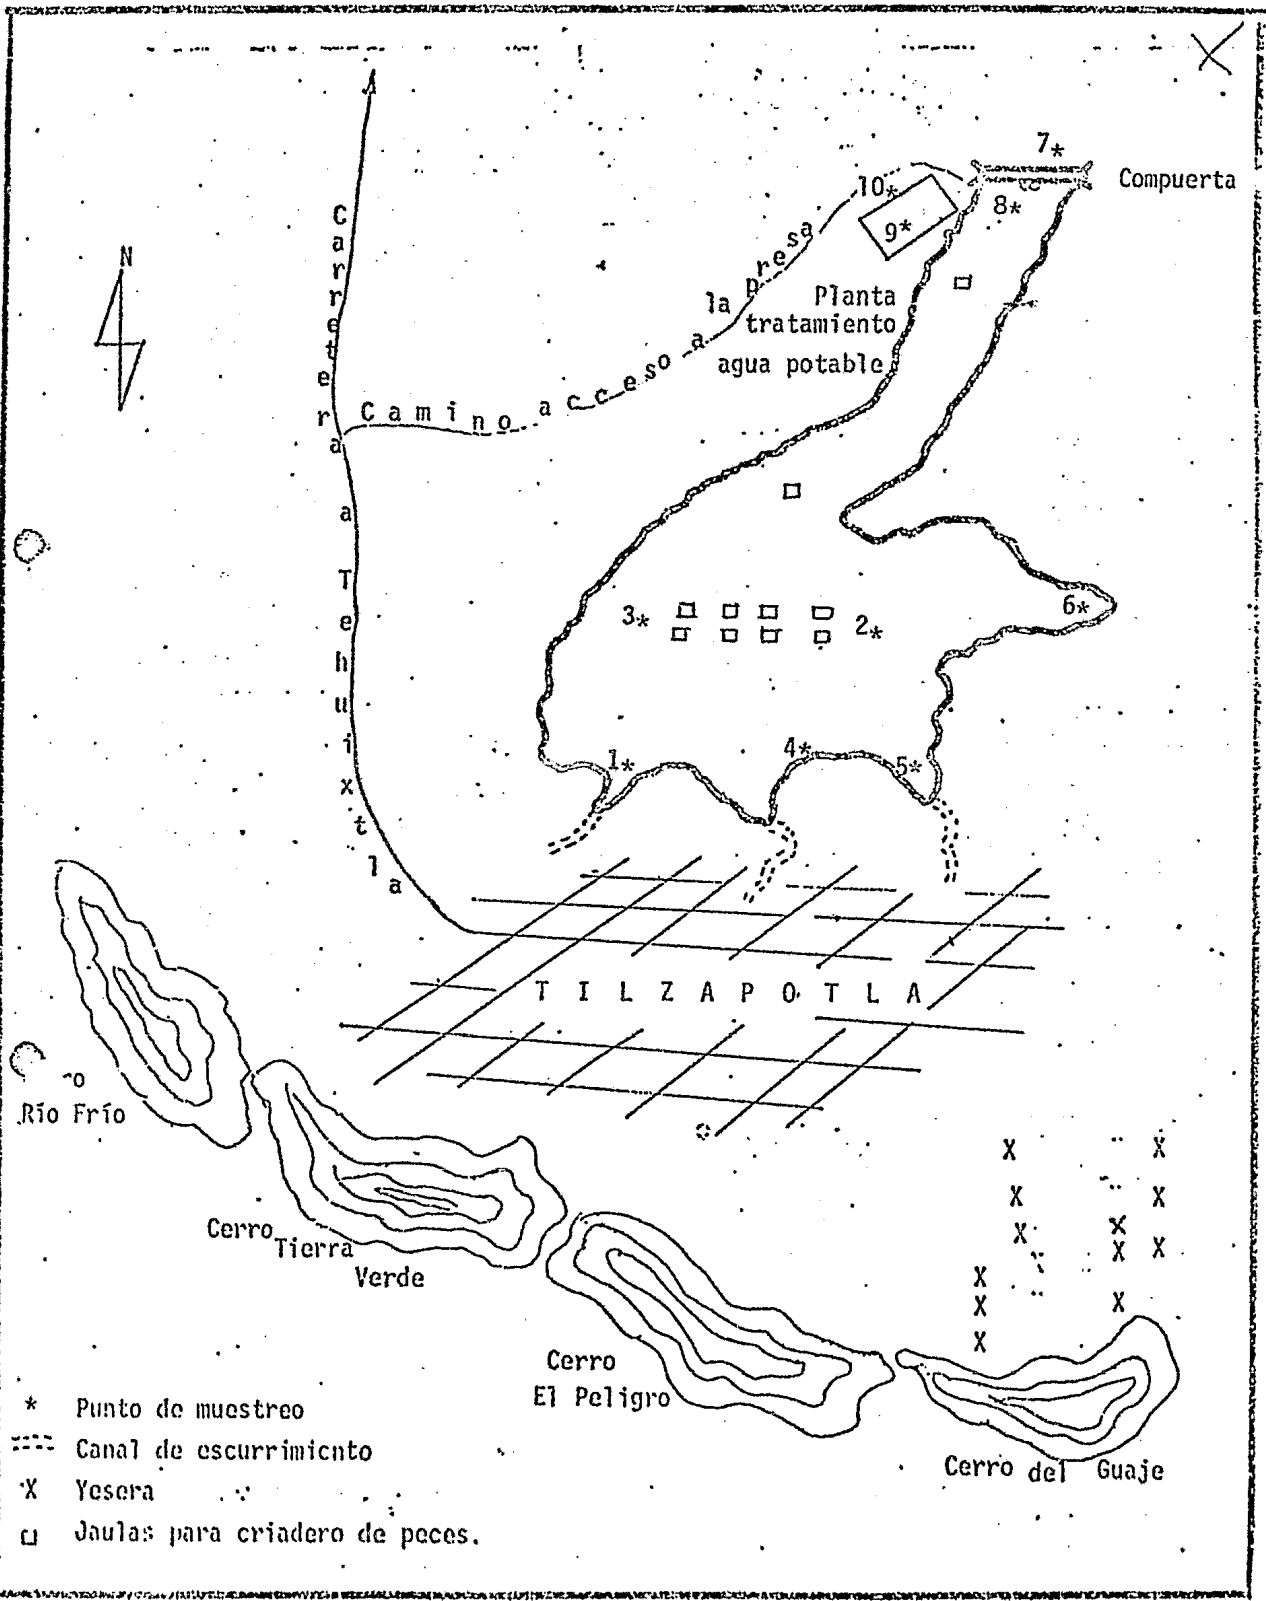 7*
Compuerta
10*
8*
9*
N
Carretera a Tehuixtla
Camino acceso a la presa
Planta
tratamiento
agua potable
6*
3*
2*
1*
4*
5*
TILZAPOTLA
Río Frío
X X
X X
X X
X X
X X
X
X
Cerro
Tierra
Verde
Cerro
El Peligro
Cerro del Guaje
* Punto de muestreo
Canal de escurrimiento
X Yesera
Jaulas para criadero de peces.